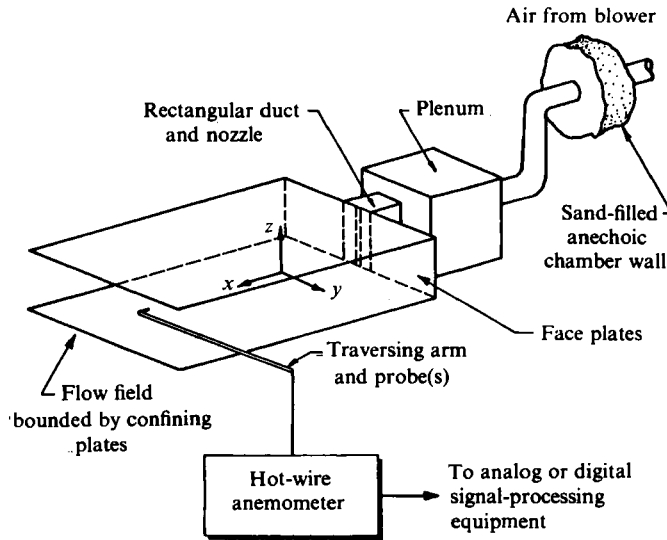 Air from blower
Rectangular duct
and nozzle
Plenum
Sand-filled
anechoic
chamber wall
z
x
y
Face plates
Traversing arm
and probe(s)
Flow field
bounded by confining
plates
Hot-wire
anemometer
To analog or digital
signal-processing
equipment